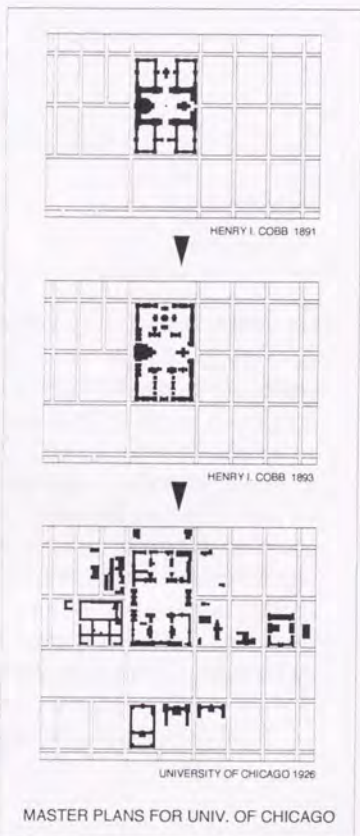 HENRY I. COBB 1891
HENRY I. COBB 1893
UNIVERSITY OF CHICAGO 1926
MASTER PLANS FOR UNIV. OF CHICAGO